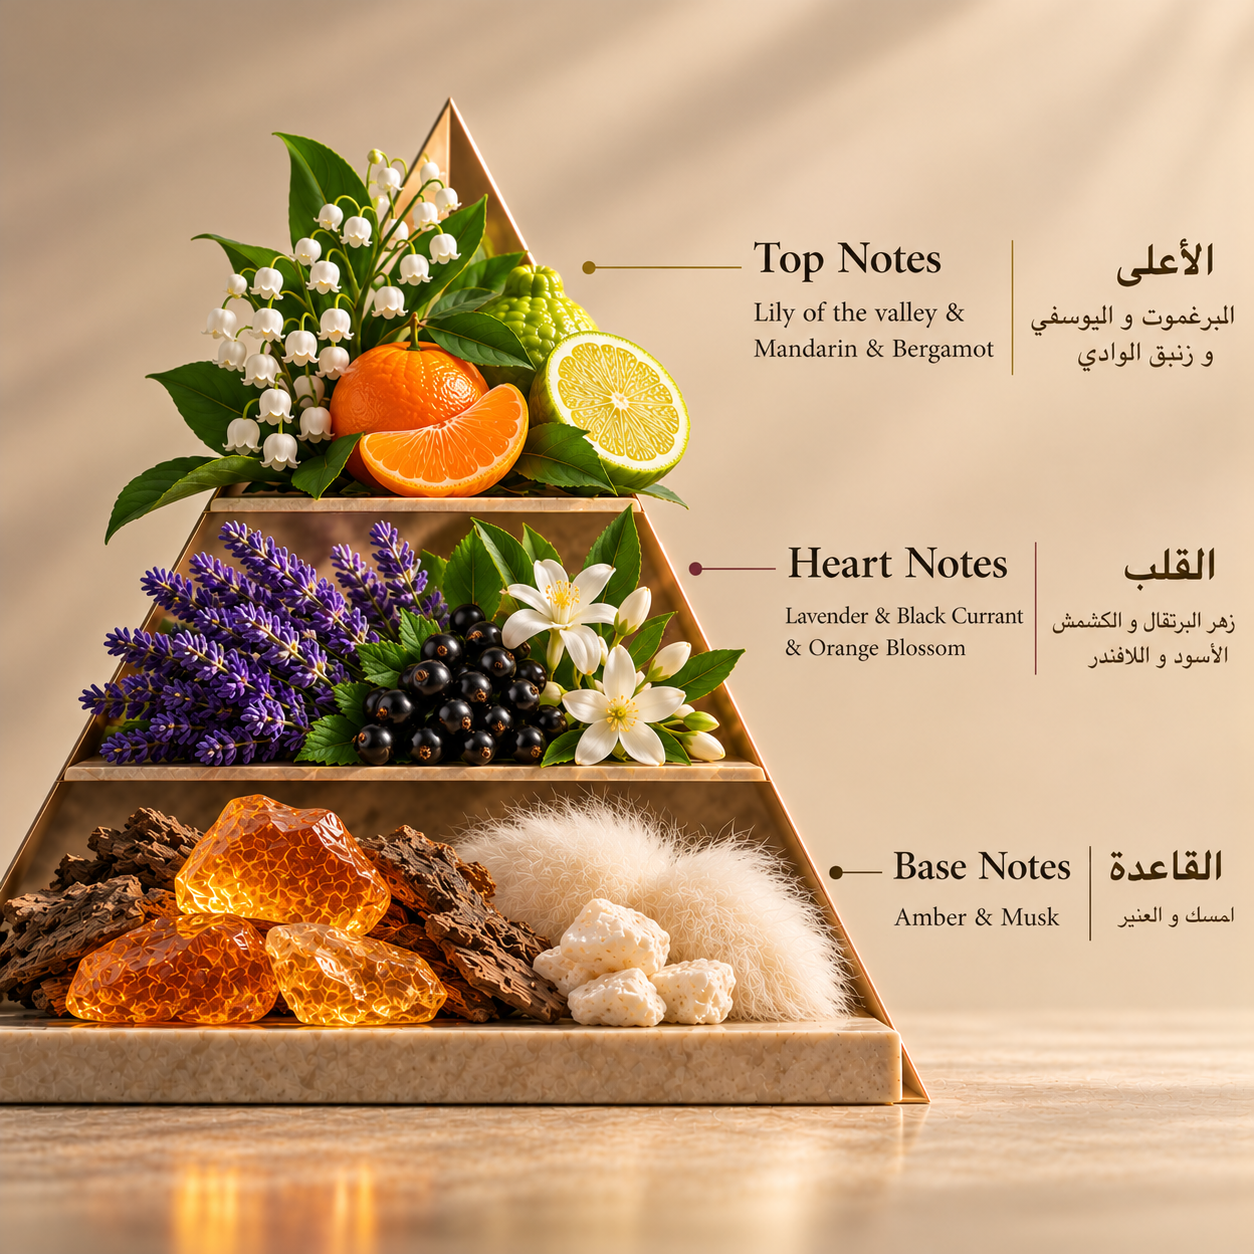 Top Notes
Lily of the valley &
Mandarin & Bergamot
الأعلى
البرغموت و اليوسفي
و زنبق الوادي
Heart Notes
Lavender & Black Currant
& Orange Blossom
القلب
زهر البرتقال و الكشمش
الأسود و اللافندر
Base Notes
Amber & Musk
القاعدة
امسك و العنير